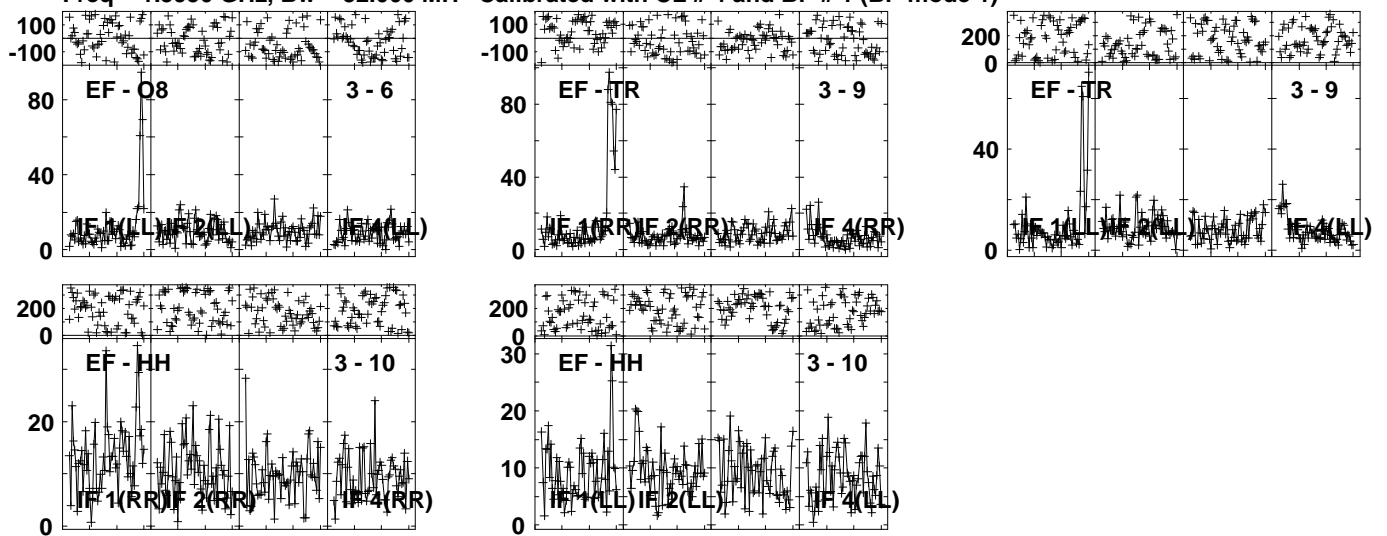 100
-100
EF - O8 3 - 6
80
40
0
IF 1(LL) IF 2(LL) IF 4(LL)
100
-100
EF - TR 3 - 9
80
40
0
IF 1(RR) IF 2(RR) IF 4(RR)
200
0
EF - TR 3 - 9
40
0
IF 1(LL) IF 2(LL) IF 4(LL)
200
0
EF - HH 3 - 10
20
0
IF 1(RR) IF 2(RR) IF 4(RR)
200
0
EF - HH 3 - 10
30
20
10
0
IF 1(LL) IF 2(LL) IF 4(LL)